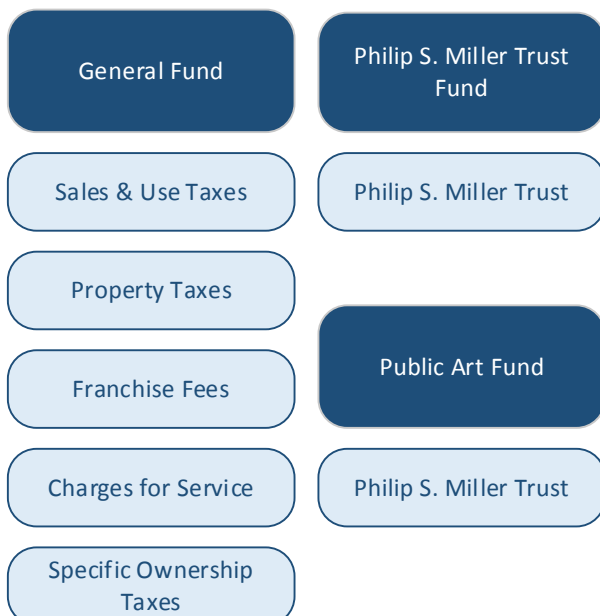 General Fund
Sales & Use Taxes
Property Taxes
Franchise Fees
Charges for Service
Specific Ownership
Taxes
Philip S. Miller Trust
Fund
Philip S. Miller Trust
Public Art Fund
Philip S. Miller Trust